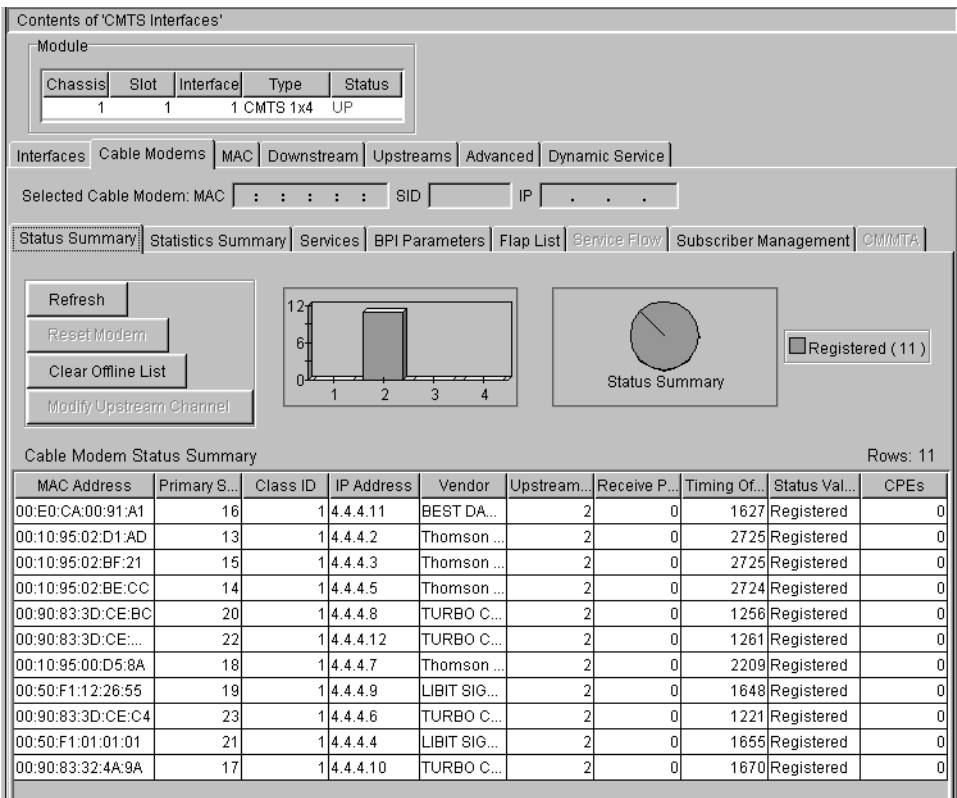 Contents of 'CMTS Interfaces'
Module
Chassis Slot Interface Type Status
1 1 1 CMTS 1x4 UP
Interfaces Cable Modems MAC Downstream Upstreams Advanced Dynamic Service
Selected Cable Modem: MAC : : : : : SID IP . . .
Status Summary Statistics Summary Services BPI Parameters Flap List Service Flow Subscriber Management CM/MTA
Refresh
Reset Modem
Clear Offline List
Modify Upstream Channel
12
6
0
1 2 3 4
Status Summary
Registered ( 11 )
Cable Modem Status Summary Rows: 11
MAC Address Primary S... Class ID IP Address Vendor Upstream... Receive P... Timing Of... Status Val... CPEs
00:E0:CA:00:91:A1 16 1 4.4.4.11 BEST DA... 2 0 1627 Registered 0
00:10:95:02:D1:AD 13 1 4.4.4.2 Thomson ... 2 0 2725 Registered 0
00:10:95:02:BF:21 15 1 4.4.4.3 Thomson ... 2 0 2725 Registered 0
00:10:95:02:BE:CC 14 1 4.4.4.5 Thomson ... 2 0 2724 Registered 0
00:90:83:3D:CE:BC 20 1 4.4.4.8 TURBO C... 2 0 1256 Registered 0
00:90:83:3D:CE:... 22 1 4.4.4.12 TURBO C... 2 0 1261 Registered 0
00:10:95:00:D5:8A 18 1 4.4.4.7 Thomson ... 2 0 2209 Registered 0
00:50:F1:12:26:55 19 1 4.4.4.9 LIBIT SIG... 2 0 1648 Registered 0
00:90:83:3D:CE:C4 23 1 4.4.4.6 TURBO C... 2 0 1221 Registered 0
00:50:F1:01:01:01 21 1 4.4.4.4 LIBIT SIG... 2 0 1655 Registered 0
00:90:83:32:4A:9A 17 1 4.4.4.10 TURBO C... 2 0 1670 Registered 0